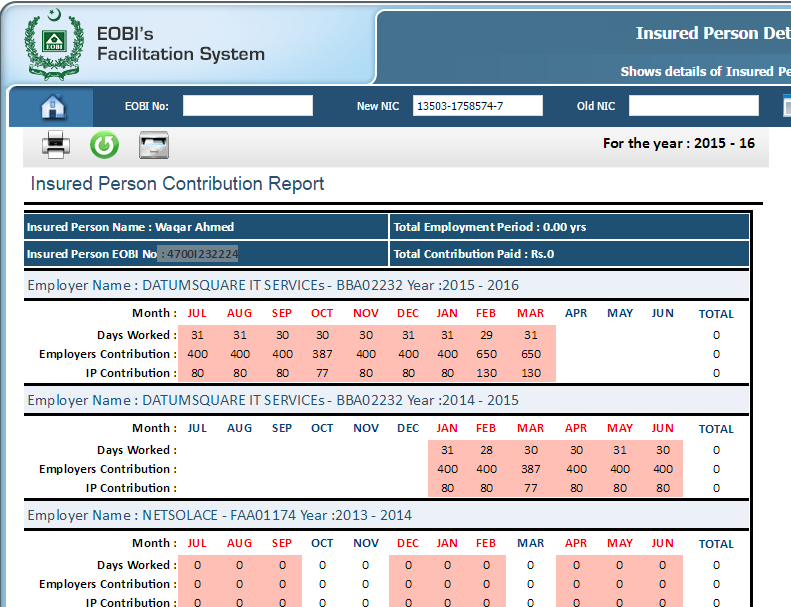 EOBI's
Facilitation System
EOBI
Insured Person Det
Shows details of Insured Pe
EOBI No:
New NIC 13503-1758574-7
Old NIC
For the year : 2015 - 16
Insured Person Contribution Report
Insured Person Name : Waqar Ahmed
Total Employment Period : 0.00 yrs
Insured Person EOBI No : 4700I232224
Total Contribution Paid : Rs.0
Employer Name : DATUMSQUARE IT SERVICEs - BBA02232 Year :2015 - 2016
Month : JUL AUG SEP OCT NOV DEC JAN FEB MAR APR MAY JUN TOTAL
Days Worked : 31 31 30 30 30 31 31 29 31 0
Employers Contribution : 400 400 400 387 400 400 400 650 650 0
IP Contribution : 80 80 80 77 80 80 80 130 130 0
Employer Name : DATUMSQUARE IT SERVICEs - BBA02232 Year :2014 - 2015
Month : JUL AUG SEP OCT NOV DEC JAN FEB MAR APR MAY JUN TOTAL
Days Worked : 31 28 30 30 31 30 0
Employers Contribution : 400 400 387 400 400 400 0
IP Contribution : 80 80 77 80 80 80 0
Employer Name : NETSOLACE - FAA01174 Year :2013 - 2014
Month : JUL AUG SEP OCT NOV DEC JAN FEB MAR APR MAY JUN TOTAL
Days Worked : 0 0 0 0 0 0 0 0 0 0 0 0 0
Employers Contribution : 0 0 0 0 0 0 0 0 0 0 0 0 0
IP Contribution : 0 0 0 0 0 0 0 0 0 0 0 0 0